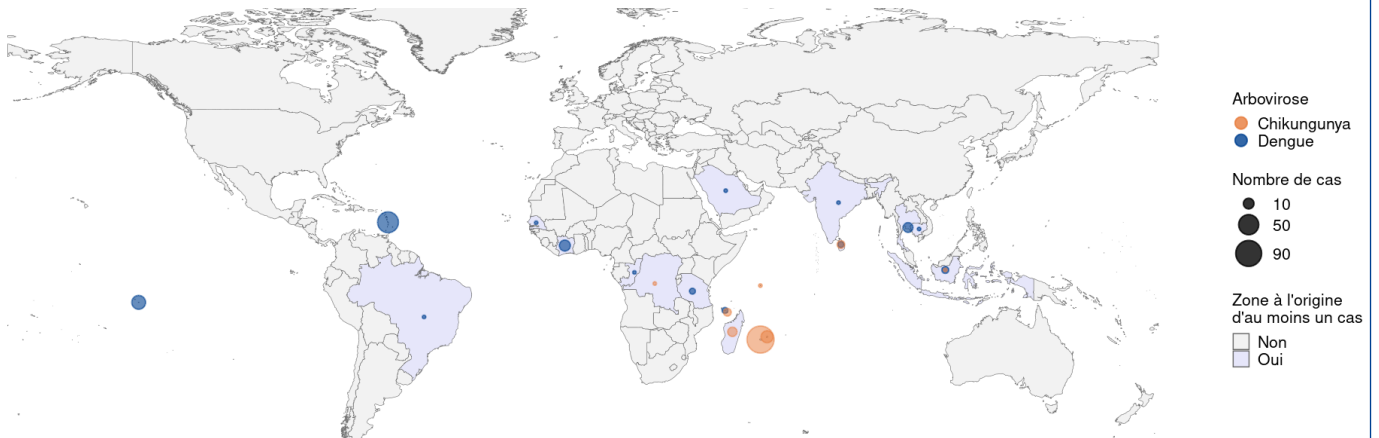 Arbovirose
Chikungunya
Dengue
Nombre de cas
10
50
90
Zone à l'origine
d'au moins un cas
Non
Oui